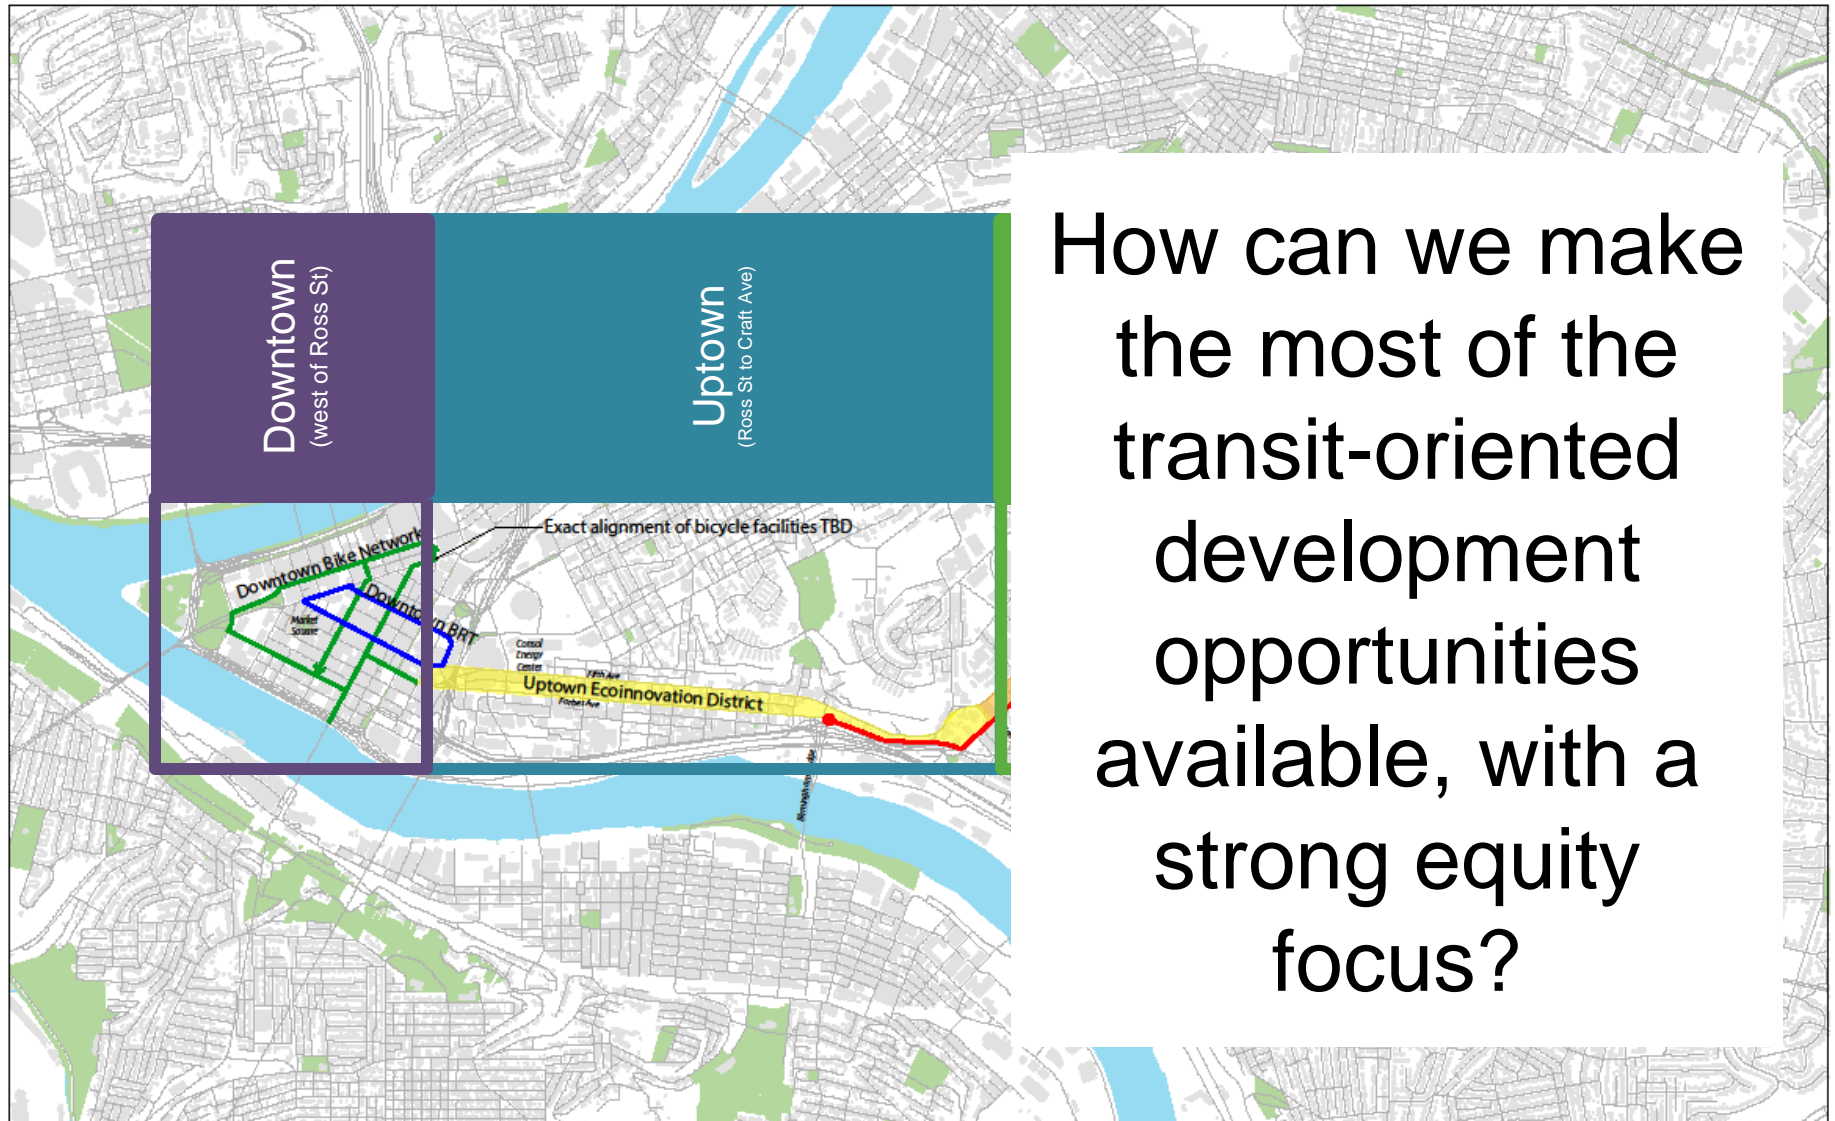 Downtown
(west of Ross St)
Uptown
(Ross St to Craft Ave)
How can we make
the most of the
transit-oriented
development
opportunities
available, with a
strong equity
focus?
Exact alignment of bicycle facilities TBD
Downtown Bike Network
Downtown BRT
Market
Square
Consol
Energy
Center
Fifth Ave
Uptown Ecoinnovation District
Forbes Ave